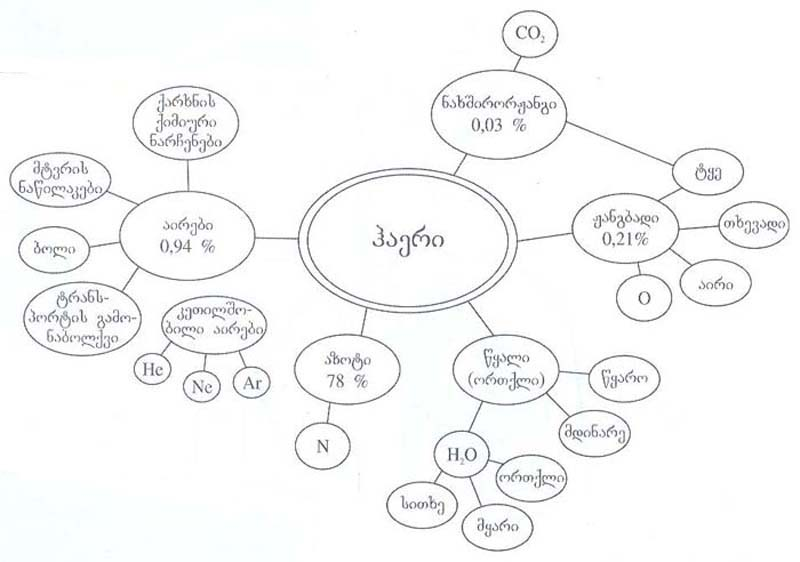 CO₂
ნახშირორჟანგი
0,03 %
ქარხნის
ქიმიური
ნარჩენები
მტვრის
ნაწილაკები
ტყე
აირები
0,94 %
ჰაერი
ჟანგბადი
0,21%
თხევადი
ბოლი
აირი
O
ტრანს-
პორტის გამო-
ნაბოლქვი
კეთილშო-
ბილი აირები
He
Ne
Ar
აზოტი
78 %
წყალი
(ორთქლი)
წყარო
მდინარე
N
H₂O
ორთქლი
სითხე
მყარი